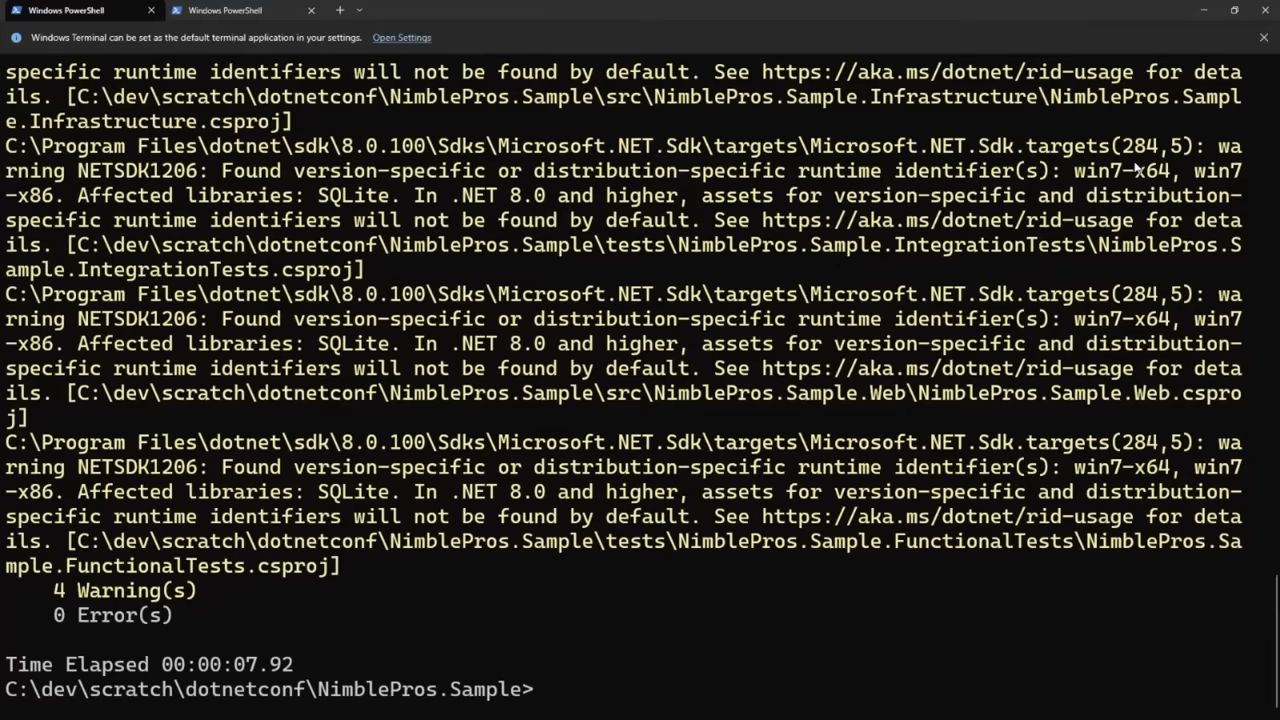 Windows PowerShell
Windows PowerShell
Windows Terminal can be set as the default terminal application in your settings. Open Settings
specific runtime identifiers will not be found by default. See https://aka.ms/dotnet/rid-usage for deta
ils. [C:\dev\scratch\dotnetconf\NimblePros.Sample\src\NimblePros.Sample.Infrastructure\NimblePros.Sampl
e.Infrastructure.csproj]
C:\Program Files\dotnet\sdk\8.0.100\Sdks\Microsoft.NET.Sdk\targets\Microsoft.NET.Sdk.targets(284,5): wa
rning NETSDK1206: Found version-specific or distribution-specific runtime identifier(s): win7-x64, win7
-x86. Affected libraries: SQLite. In .NET 8.0 and higher, assets for version-specific and distribution-
specific runtime identifiers will not be found by default. See https://aka.ms/dotnet/rid-usage for deta
ils. [C:\dev\scratch\dotnetconf\NimblePros.Sample\tests\NimblePros.Sample.IntegrationTests\NimblePros.S
ample.IntegrationTests.csproj]
C:\Program Files\dotnet\sdk\8.0.100\Sdks\Microsoft.NET.Sdk\targets\Microsoft.NET.Sdk.targets(284,5): wa
rning NETSDK1206: Found version-specific or distribution-specific runtime identifier(s): win7-x64, win7
-x86. Affected libraries: SQLite. In .NET 8.0 and higher, assets for version-specific and distribution-
specific runtime identifiers will not be found by default. See https://aka.ms/dotnet/rid-usage for deta
ils. [C:\dev\scratch\dotnetconf\NimblePros.Sample\src\NimblePros.Sample.Web\NimblePros.Sample.Web.cspro
j]
C:\Program Files\dotnet\sdk\8.0.100\Sdks\Microsoft.NET.Sdk\targets\Microsoft.NET.Sdk.targets(284,5): wa
rning NETSDK1206: Found version-specific or distribution-specific runtime identifier(s): win7-x64, win7
-x86. Affected libraries: SQLite. In .NET 8.0 and higher, assets for version-specific and distribution-
specific runtime identifiers will not be found by default. See https://aka.ms/dotnet/rid-usage for deta
ils. [C:\dev\scratch\dotnetconf\NimblePros.Sample\tests\NimblePros.Sample.FunctionalTests\NimblePros.Sa
mple.FunctionalTests.csproj]
4 Warning(s)
0 Error(s)
Time Elapsed 00:00:07.92
C:\dev\scratch\dotnetconf\NimblePros.Sample>